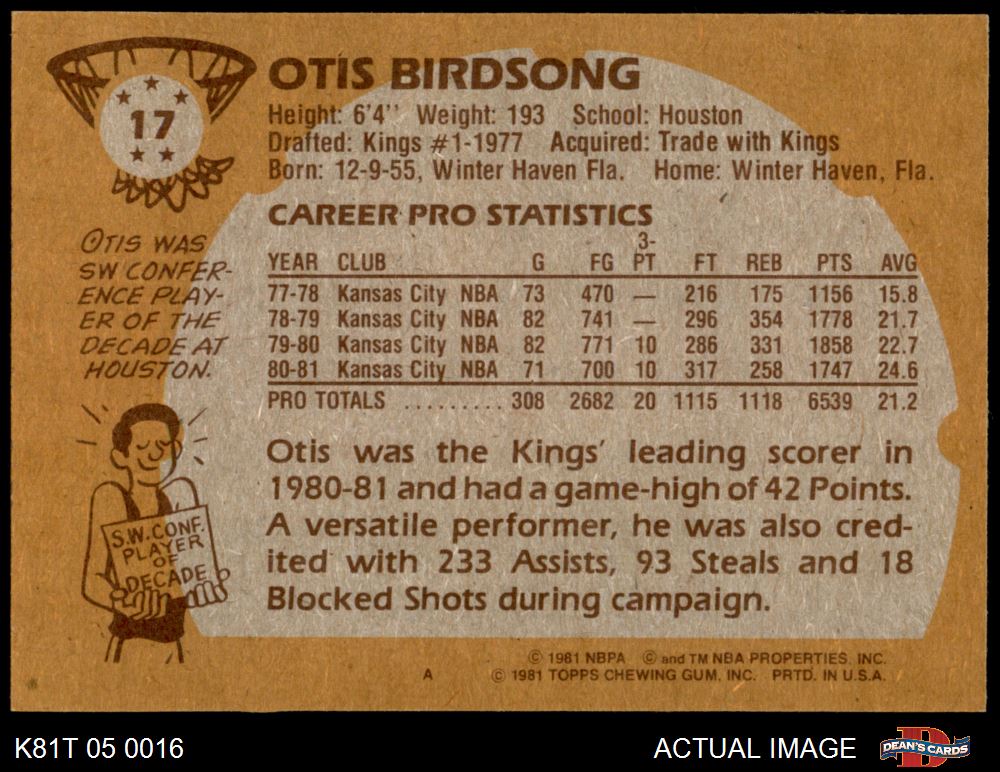 OTIS BIRDSONG
17
Height: 6'4'' Weight: 193 School: Houston
Drafted: Kings #1-1977 Acquired: Trade with Kings
Born: 12-9-55, Winter Haven Fla. Home: Winter Haven, Fla.
CAREER PRO STATISTICS
YEAR CLUB G FG 3-PT FT REB PTS AVG
77-78 Kansas City NBA 73 470 — 216 175 1156 15.8
78-79 Kansas City NBA 82 741 — 296 354 1778 21.7
79-80 Kansas City NBA 82 771 10 286 331 1858 22.7
80-81 Kansas City NBA 71 700 10 317 258 1747 24.6
PRO TOTALS .......... 308 2682 20 1115 1118 6539 21.2
OTIS WAS
SW CONFER-
ENCE PLAY-
ER OF THE
DECADE AT
HOUSTON.
S.W. CONF.
PLAYER
OF
DECADE
Otis was the Kings' leading scorer in
1980-81 and had a game-high of 42 Points.
A versatile performer, he was also cred-
ited with 233 Assists, 93 Steals and 18
Blocked Shots during campaign.
© 1981 NBPA © and TM NBA PROPERTIES, INC.
A © 1981 TOPPS CHEWING GUM, INC. PRTD. IN U.S.A.
K81T 05 0016 ACTUAL IMAGE D DEAN'S CARDS